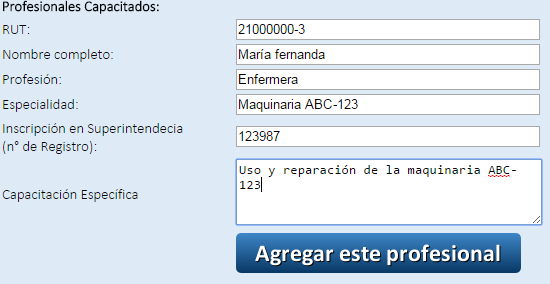 Profesionales Capacitados:
RUT: 21000000-3
Nombre completo: María fernanda
Profesión: Enfermera
Especialidad: Maquinaria ABC-123
Inscripción en Superintendecia
(n° de Registro): 123987
Capacitación Específica
Uso y reparación de la maquinaria ABC-
123
Agregar este profesional